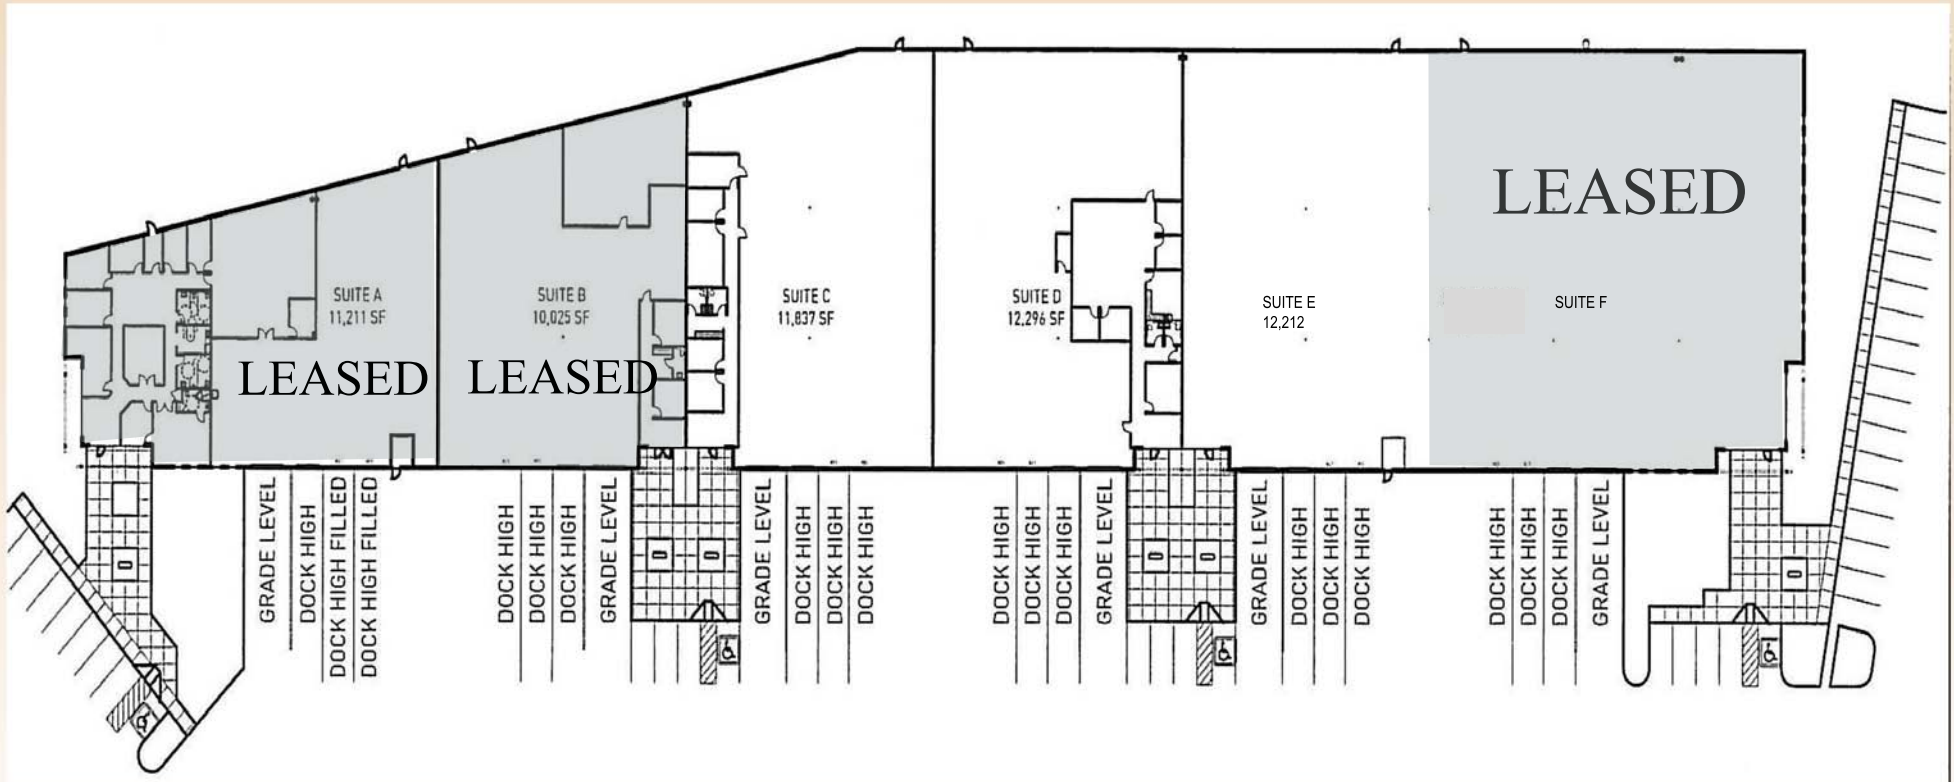 LEASED
SUITE A
11,211 SF
LEASED
SUITE B
10,025 SF
LEASED
SUITE C
11,837 SF
SUITE D
12,296 SF
SUITE E
12,212
SUITE F
GRADE LEVEL
DOCK HIGH
DOCK HIGH FILLED
DOCK HIGH FILLED
DOCK HIGH
DOCK HIGH
DOCK HIGH
GRADE LEVEL
GRADE LEVEL
DOCK HIGH
DOCK HIGH
DOCK HIGH
DOCK HIGH
DOCK HIGH
DOCK HIGH
GRADE LEVEL
GRADE LEVEL
DOCK HIGH
DOCK HIGH
DOCK HIGH
DOCK HIGH
DOCK HIGH
DOCK HIGH
GRADE LEVEL